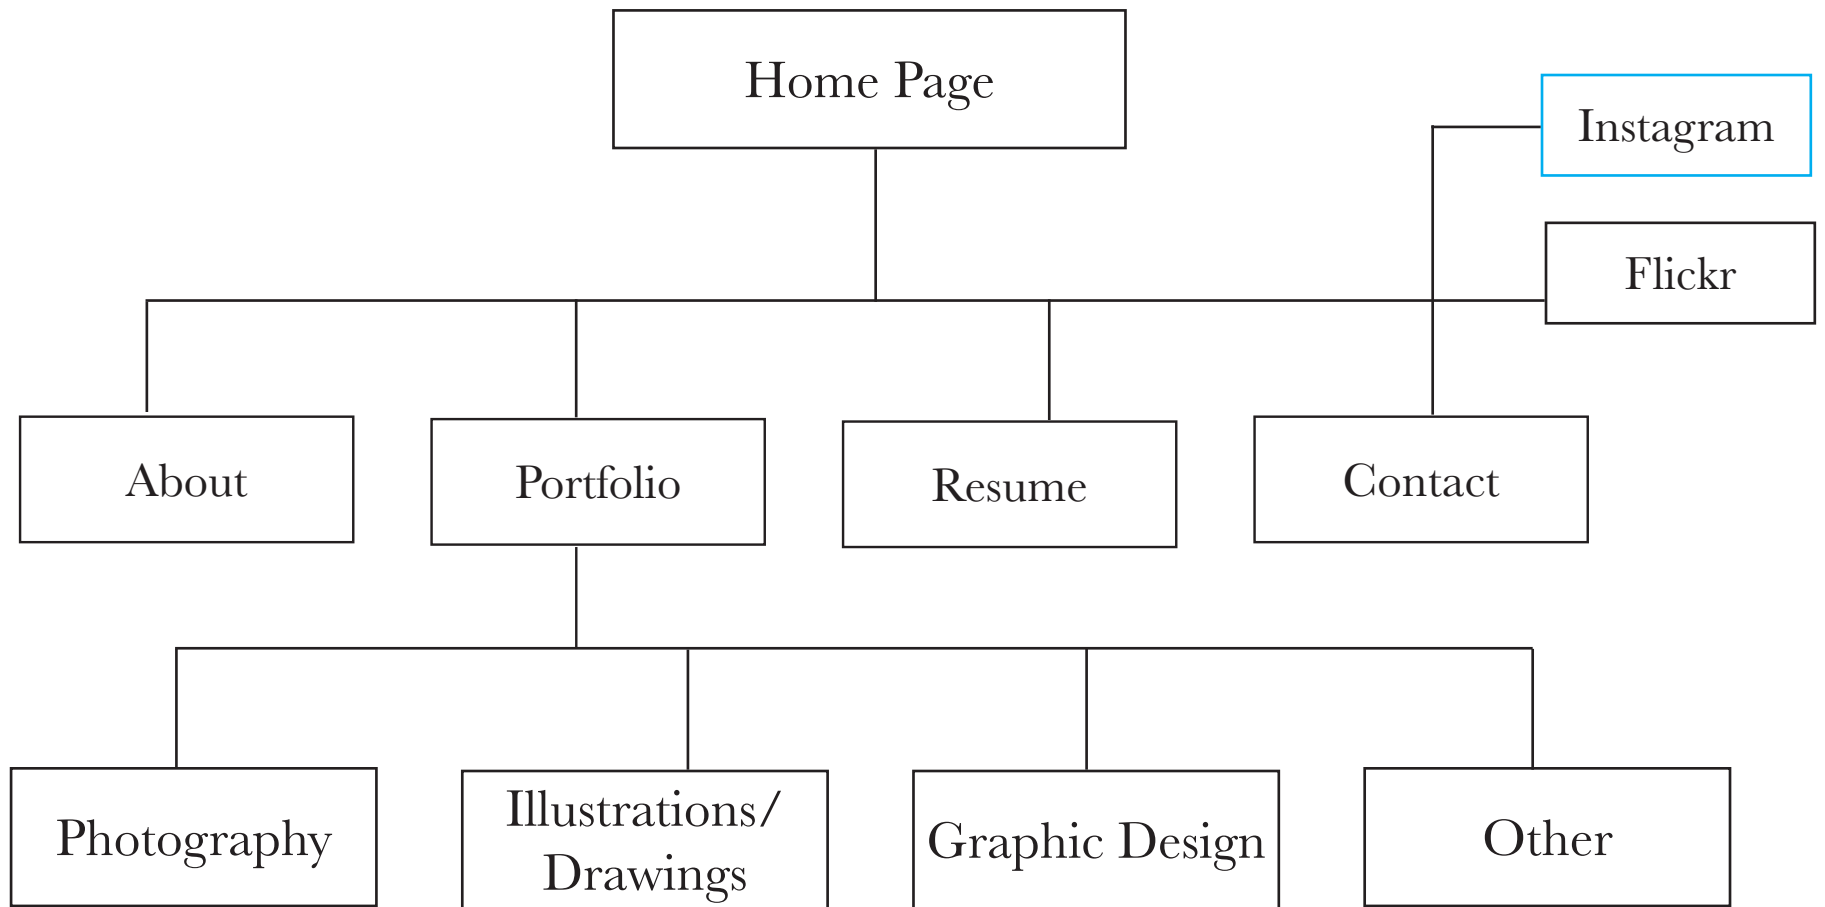 Home Page
Instagram
Flickr
About
Portfolio
Resume
Contact
Photography
Illustrations/
Drawings
Graphic Design
Other